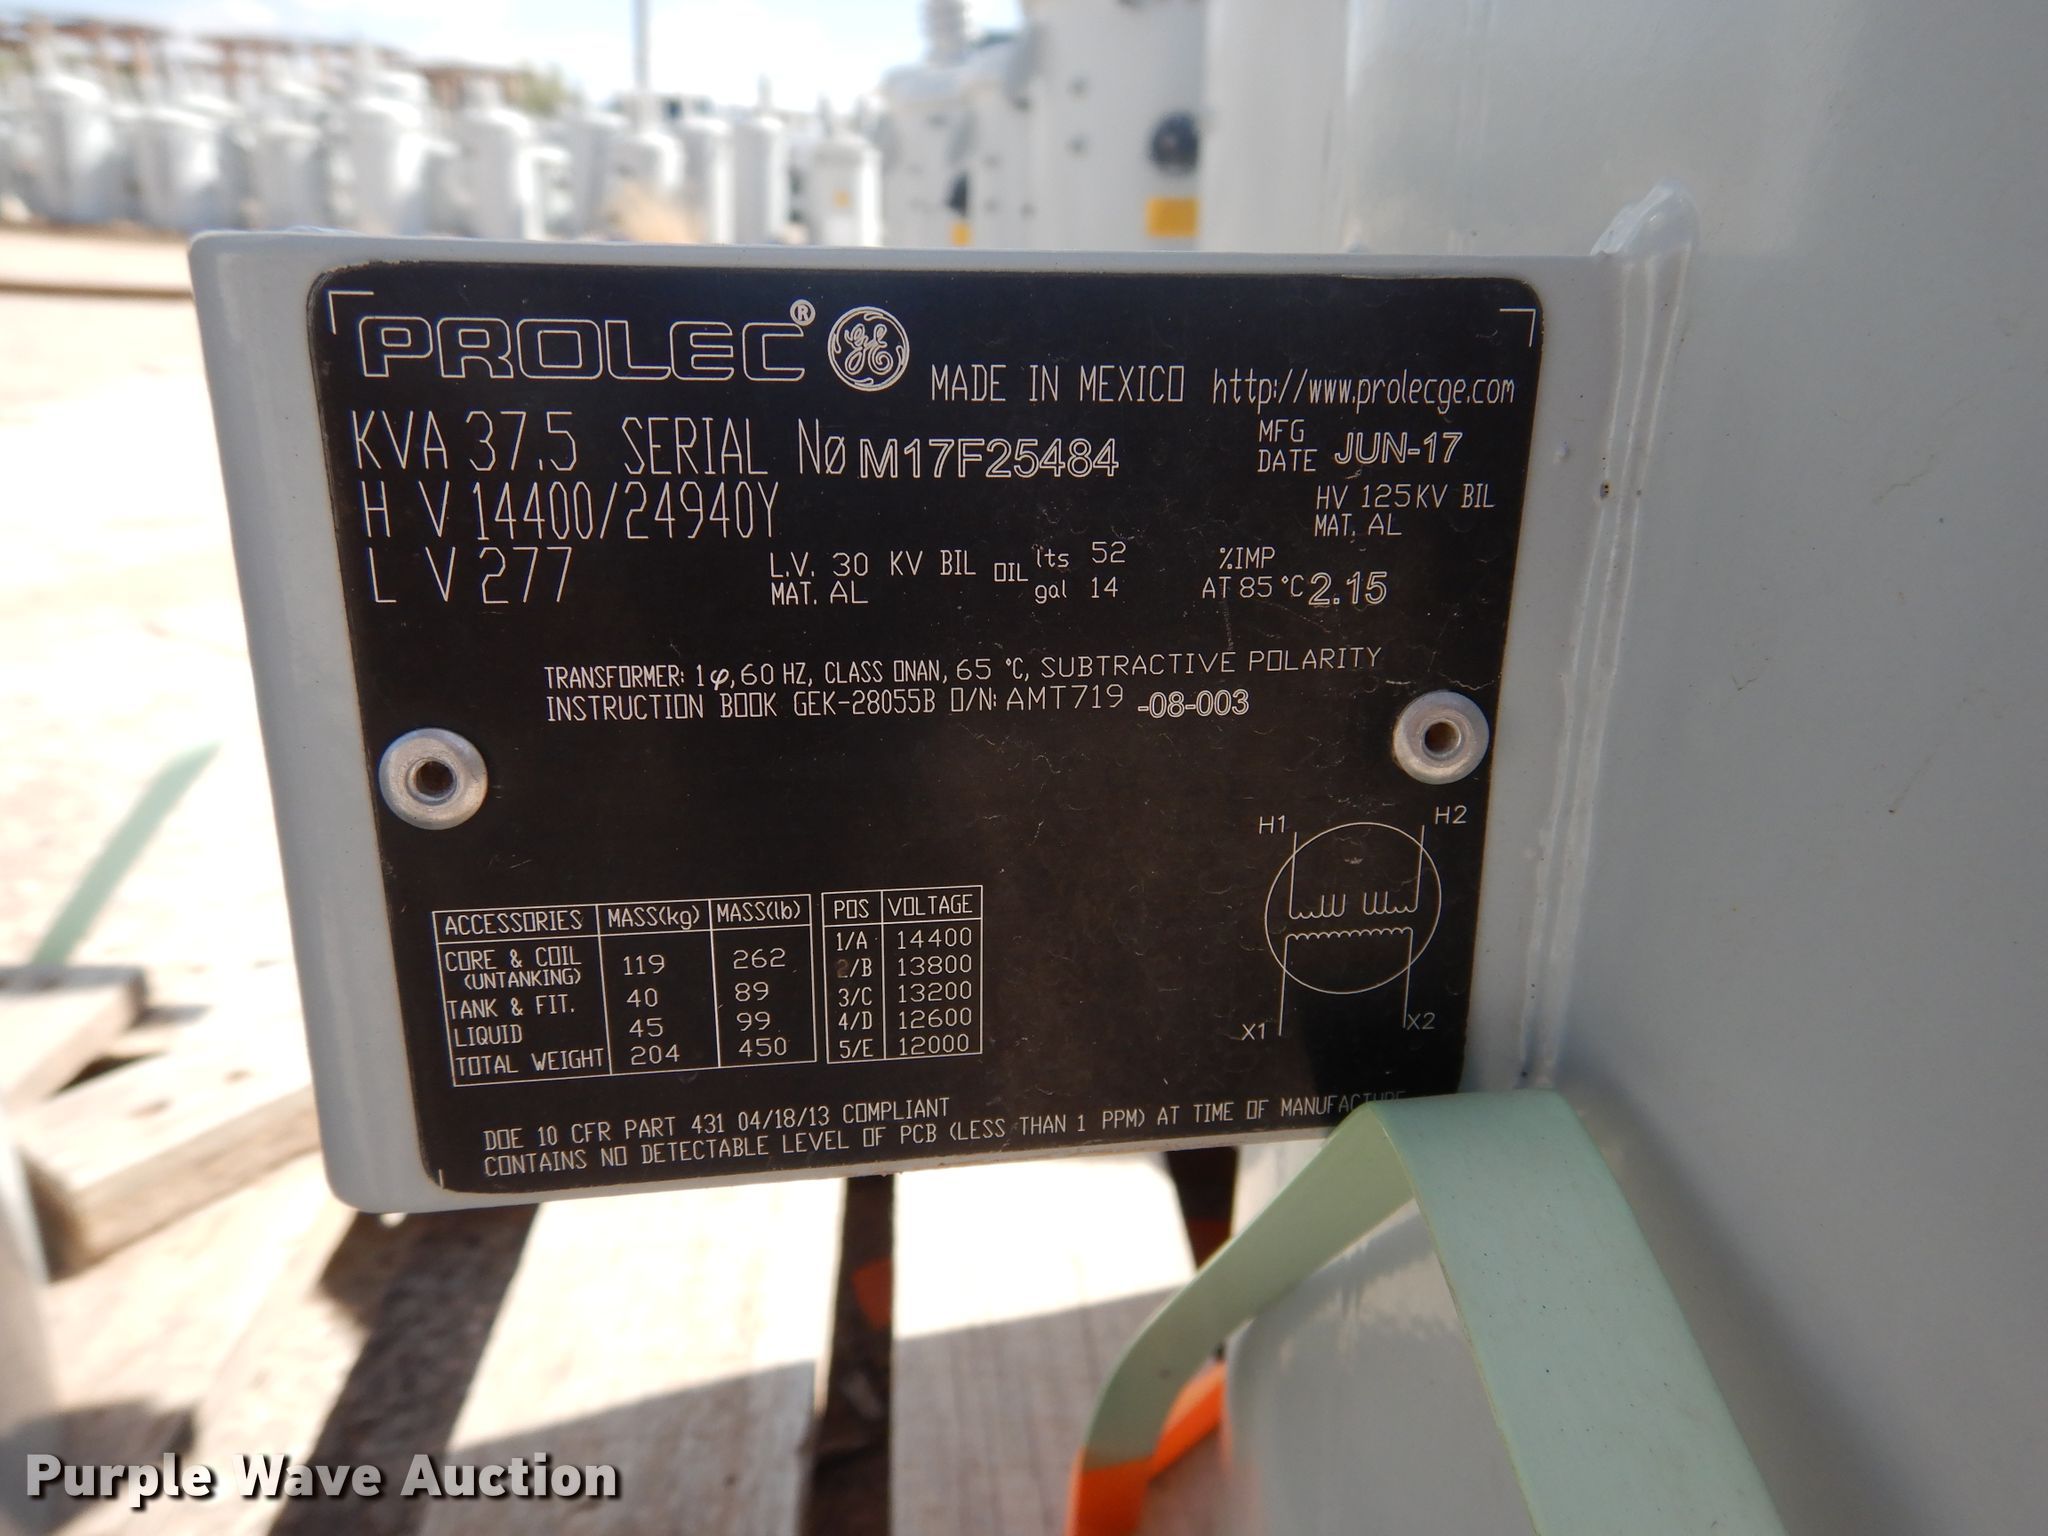 PROLEC® GE MADE IN MEXICO http://www.prolecge.com
KVA 37.5 SERIAL Nø M17F25484 MFG DATE JUN-17
H V 14400/24940Y HV 125KV BIL MAT. AL
L V 277 L.V. 30 KV BIL MAT. AL OIL lts 52 gal 14 %IMP AT 85 °C 2.15
TRANSFORMER: 1φ, 60 HZ, CLASS ONAN, 65 °C, SUBTRACTIVE POLARITY
INSTRUCTION BOOK GEK-28055B O/N: AMT719 -08-003
H1 H2
X1 X2
ACCESSORIES MASS(kg) MASS(lb)
CORE & COIL (UNTANKING) 119 262
TANK & FIT. 40 89
LIQUID 45 99
TOTAL WEIGHT 204 450
POS VOLTAGE
1/A 14400
2/B 13800
3/C 13200
4/D 12600
5/E 12000
DOE 10 CFR PART 431 04/18/13 COMPLIANT
CONTAINS NO DETECTABLE LEVEL OF PCB (LESS THAN 1 PPM) AT TIME OF MANUFACTURE
Purple Wave Auction